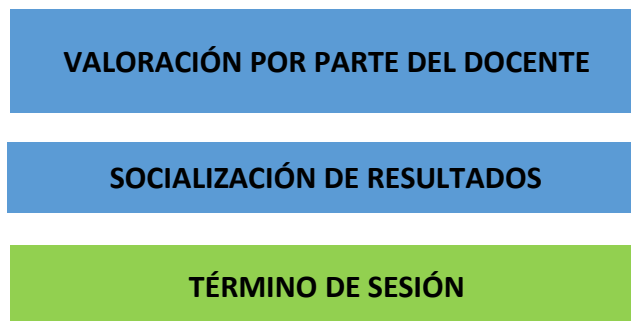 VALORACIÓN POR PARTE DEL DOCENTE
SOCIALIZACIÓN DE RESULTADOS
TÉRMINO DE SESIÓN